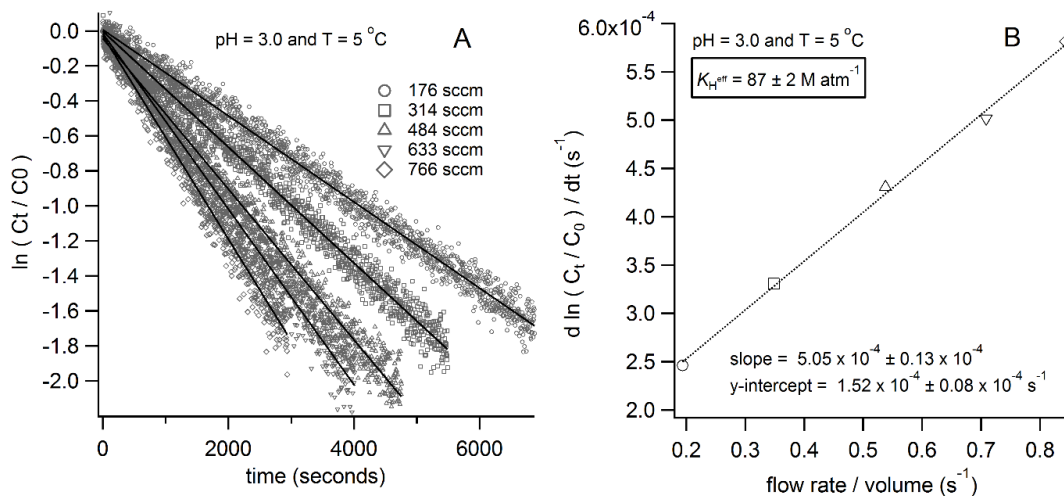 ln ( Ct / C0 )
0.0
-0.2
-0.4
-0.6
-0.8
-1.0
-1.2
-1.4
-1.6
-1.8
-2.0
pH = 3.0 and T = 5 °C
A
176 sccm
314 sccm
484 sccm
633 sccm
766 sccm
0
2000
4000
6000
time (seconds)
d ln ( Ct / C0 ) / dt (s⁻¹)
6.0x10⁻⁴
5.5
5.0
4.5
4.0
3.5
3.0
2.5
2.0
pH = 3.0 and T = 5 °C
B
KHeff = 87 ± 2 M atm⁻¹
slope = 5.05 x 10⁻⁴ ± 0.13 x 10⁻⁴
y-intercept = 1.52 x 10⁻⁴ ± 0.08 x 10⁻⁴ s⁻¹
0.2
0.3
0.4
0.5
0.6
0.7
0.8
flow rate / volume (s⁻¹)